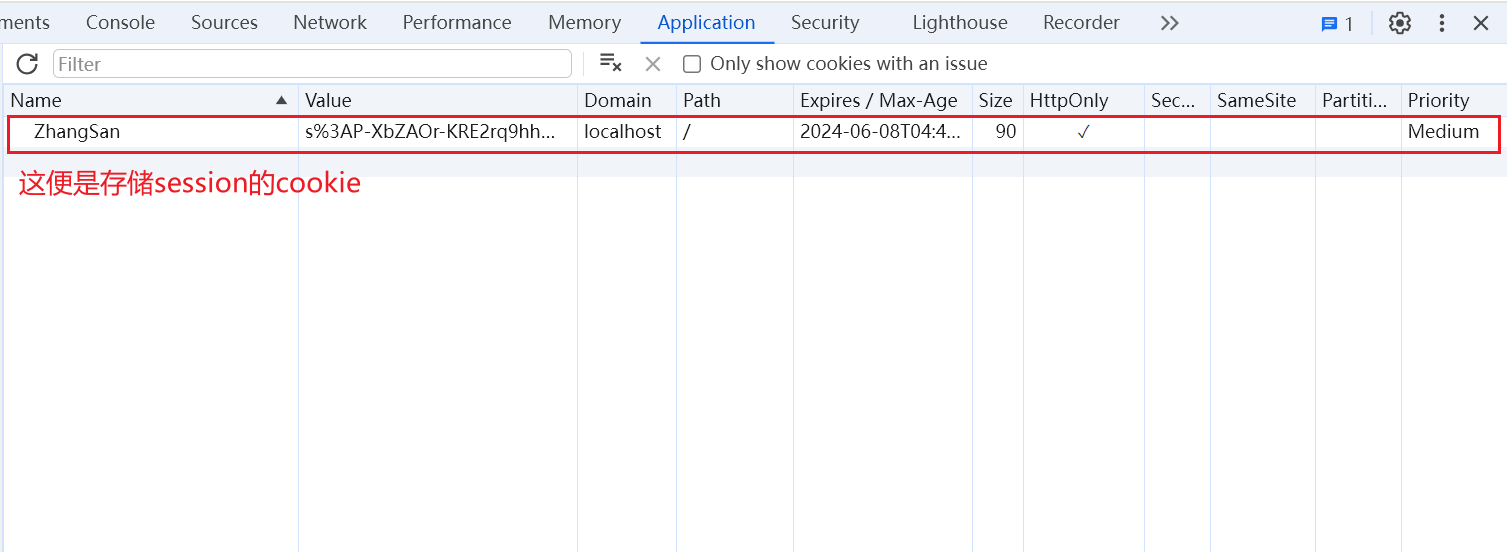 ments Console Sources Network Performance Memory Application Security Lighthouse Recorder 1
Filter Only show cookies with an issue
Name Value Domain Path Expires / Max-Age Size HttpOnly Sec... SameSite Partiti... Priority
ZhangSan s%3AP-XbZAOr-KRE2rq9hh... localhost / 2024-06-08T04:4... 90 ✓ Medium
这便是存储session的cookie